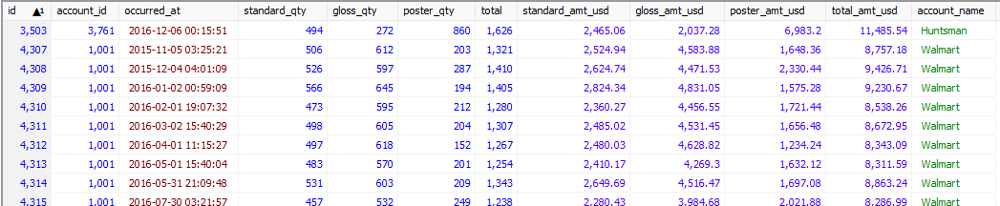 id ▲1 account_id occurred_at standard_qty gloss_qty poster_qty total standard_amt_usd gloss_amt_usd poster_amt_usd total_amt_usd account_name
3,503 3,761 2016-12-06 00:15:51 494 272 860 1,626 2,465.06 2,037.28 6,983.2 11,485.54 Huntsman
4,307 1,001 2015-11-05 03:25:21 506 612 203 1,321 2,524.94 4,583.88 1,648.36 8,757.18 Walmart
4,308 1,001 2015-12-04 04:01:09 526 597 287 1,410 2,624.74 4,471.53 2,330.44 9,426.71 Walmart
4,309 1,001 2016-01-02 00:59:09 566 645 194 1,405 2,824.34 4,831.05 1,575.28 9,230.67 Walmart
4,310 1,001 2016-02-01 19:07:32 473 595 212 1,280 2,360.27 4,456.55 1,721.44 8,538.26 Walmart
4,311 1,001 2016-03-02 15:40:29 498 605 204 1,307 2,485.02 4,531.45 1,656.48 8,672.95 Walmart
4,312 1,001 2016-04-01 11:15:27 497 618 152 1,267 2,480.03 4,628.82 1,234.24 8,343.09 Walmart
4,313 1,001 2016-05-01 15:40:04 483 570 201 1,254 2,410.17 4,269.3 1,632.12 8,311.59 Walmart
4,314 1,001 2016-05-31 21:09:48 531 603 209 1,343 2,649.69 4,516.47 1,697.08 8,863.24 Walmart
4,315 1,001 2016-07-30 03:21:57 457 532 249 1,238 2,280.43 3,984.68 2,021.88 8,286.99 Walmart